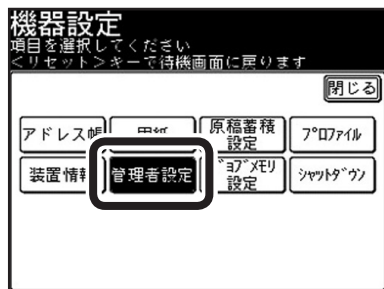 機器設定
項目を選択してください
<リセット>キーで待機画面に戻ります
閉じる
アドレス帳 用紙 原稿蓄積 プロファイル
設定
装置情報 管理者設定 ジョブメモリ シャットダウン
設定